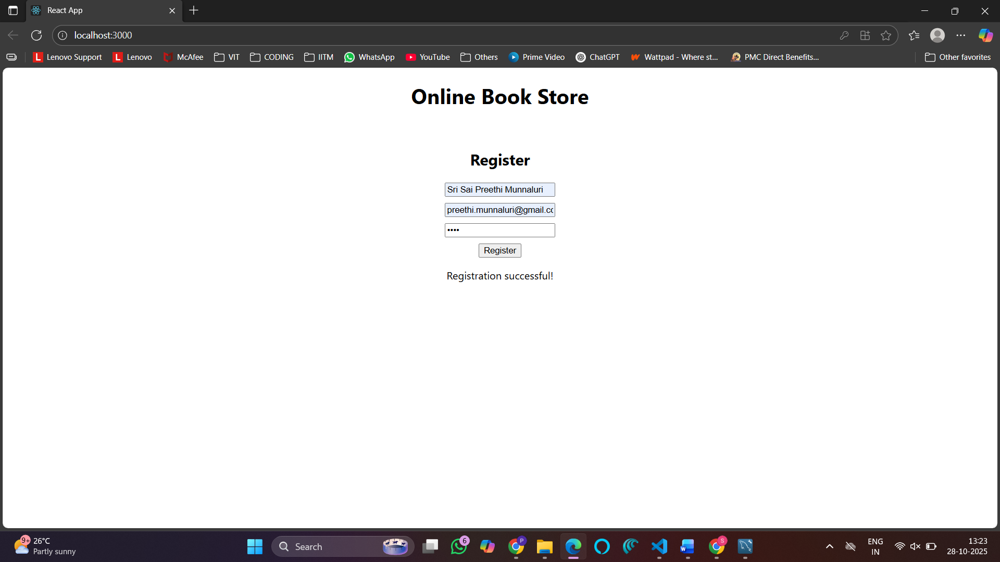 React App
localhost:3000
Lenovo Support
Lenovo
McAfee
VIT
CODING
IITM
WhatsApp
YouTube
Others
Prime Video
ChatGPT
Wattpad - Where st...
PMC Direct Benefits...
Other favorites
Online Book Store
Register
Sri Sai Preethi Munnaluri
preethi.munnaluri@gmail.cc
••••
Register
Registration successful!
9+
26°C
Partly sunny
Search
6
P
S
ENG
IN
13:23
28-10-2025